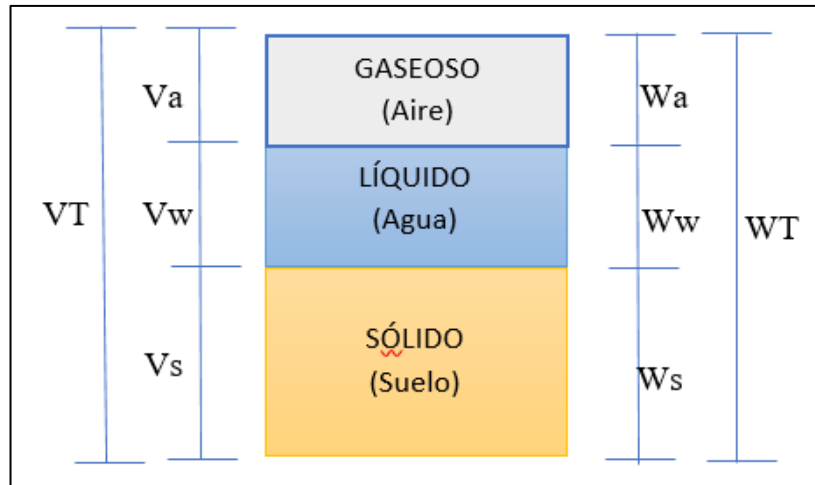 GASEOSO
(Aire)
Va
Wa
LÍQUIDO
(Agua)
VT
Vw
Ww
WT
SÓLIDO
(Suelo)
Vs
Ws